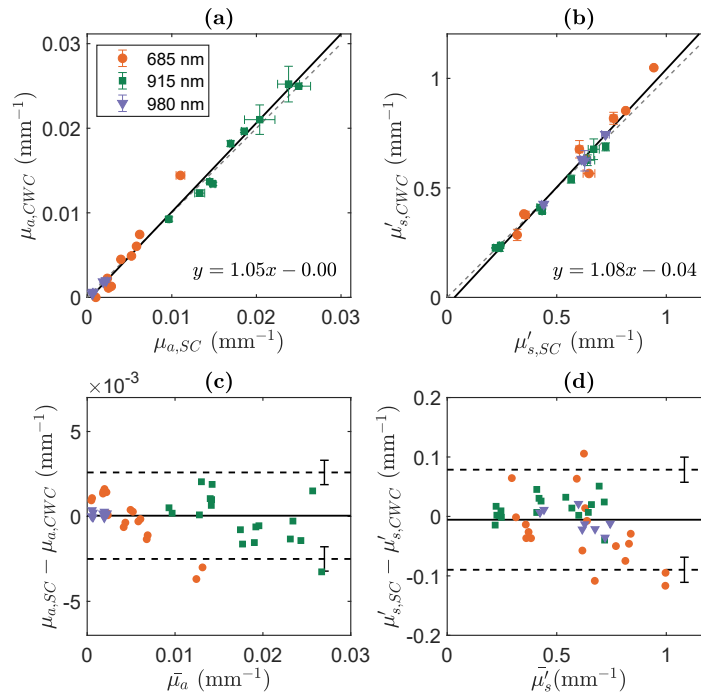 (a)
(b)
0.03
0.02
0.01
0
μa,CWC (mm⁻¹)
685 nm
915 nm
980 nm
y = 1.05x − 0.00
0
0.01
0.02
0.03
μa,SC (mm⁻¹)
1
0.5
0
μ′s,CWC (mm⁻¹)
y = 1.08x − 0.04
0
0.5
1
μ′s,SC (mm⁻¹)
(c)
(d)
×10⁻³
5
0
-5
μa,SC − μa,CWC (mm⁻¹)
0
0.01
0.02
0.03
μ̄a (mm⁻¹)
0.2
0.1
0
-0.1
-0.2
μ′s,SC − μ′s,CWC (mm⁻¹)
0
0.5
1
μ̄′s(mm⁻¹)